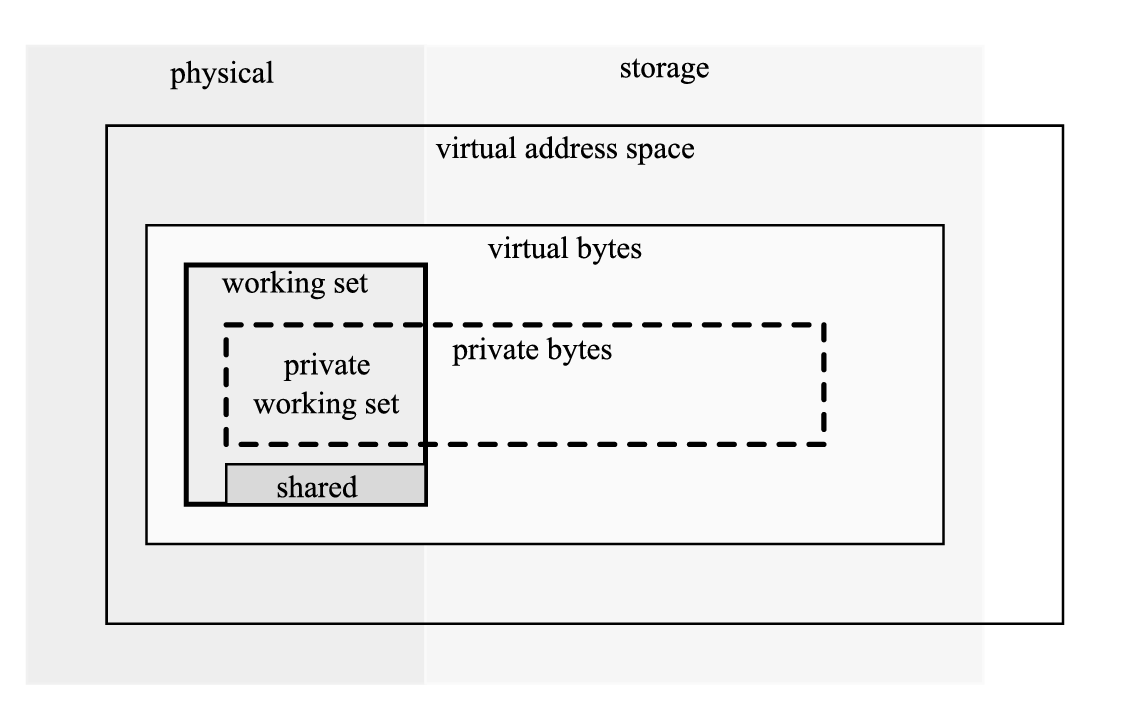 physical
storage
virtual address space
virtual bytes
working set
private bytes
private
working set
shared